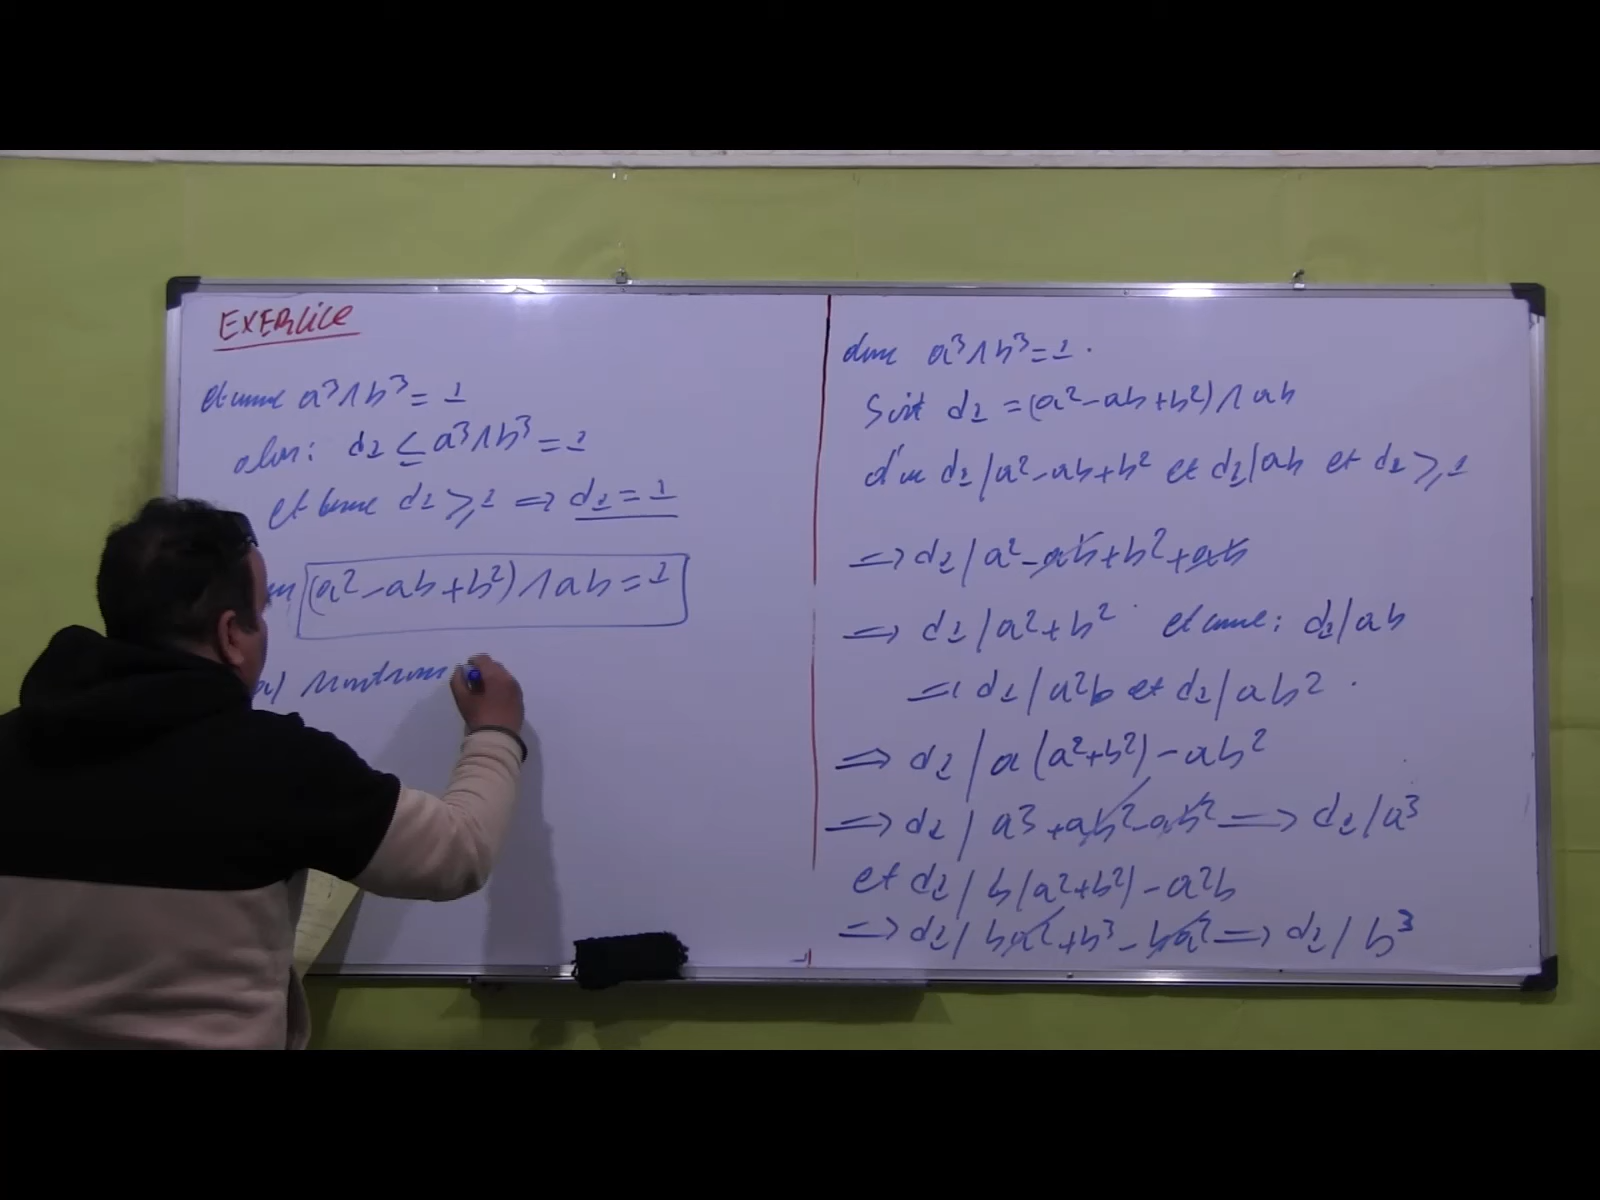 EXERCICE
et comme a³∧b³ = 1
alors : d₂ ≤ a³∧b³ = 1
et comme d₂ ≥ 1 ⇒ d₂ = 1
(a²-ab+b²)∧ab = 1
Montrons
donc a³∧b³ = 1.
Soit d₂ = (a²-ab+b²)∧ab
d'où d₂/a²-ab+b² et d₂/ab et d₂ ≥ 1
⇒ d₂/a²-ab+b²+ab
⇒ d₂/a²+b² et comme : d₂/ab
⇒ d₂/a²b et d₂/ab².
⇒ d₂/a(a²+b²)-ab²
⇒ d₂/a³+ab²-ab² ⇒ d₂/a³
et d₂/b(a²+b²)-a²b
⇒ d₂/ba²+b³-ba² ⇒ d₂/b³